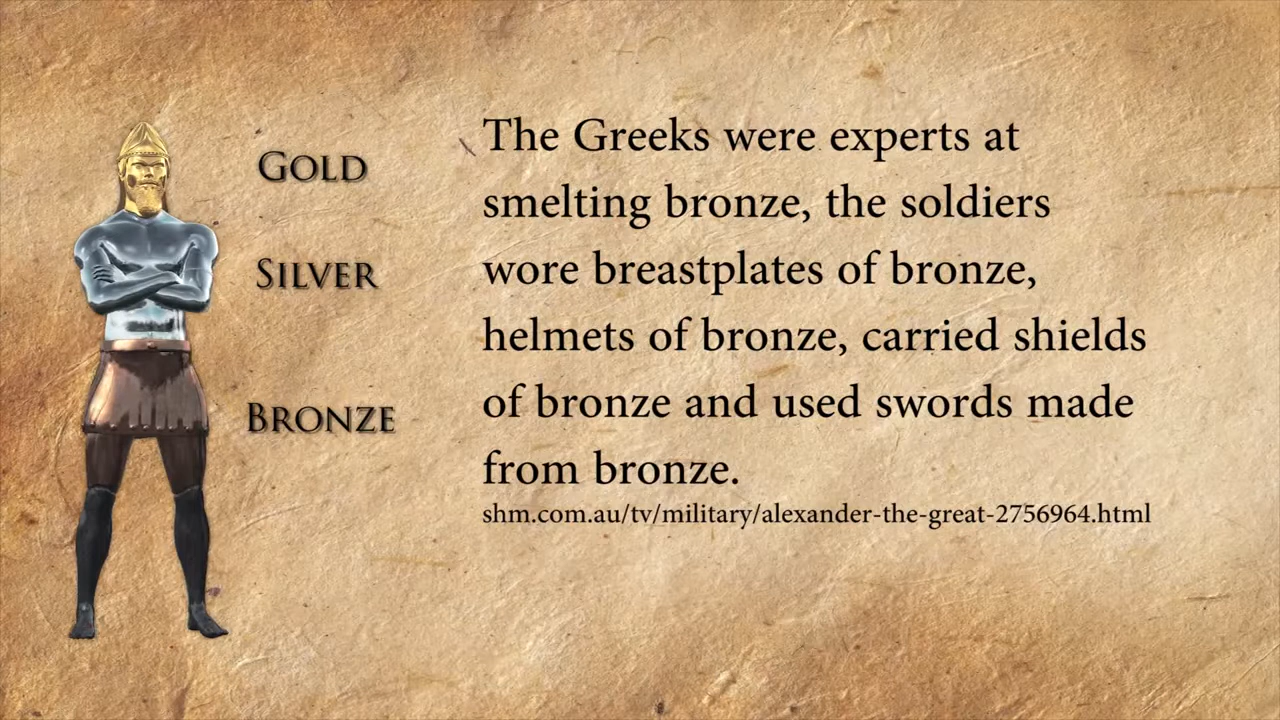 GOLD
SILVER
BRONZE
The Greeks were experts at
smelting bronze, the soldiers
wore breastplates of bronze,
helmets of bronze, carried shields
of bronze and used swords made
from bronze.
shm.com.au/tv/military/alexander-the-great-2756964.html